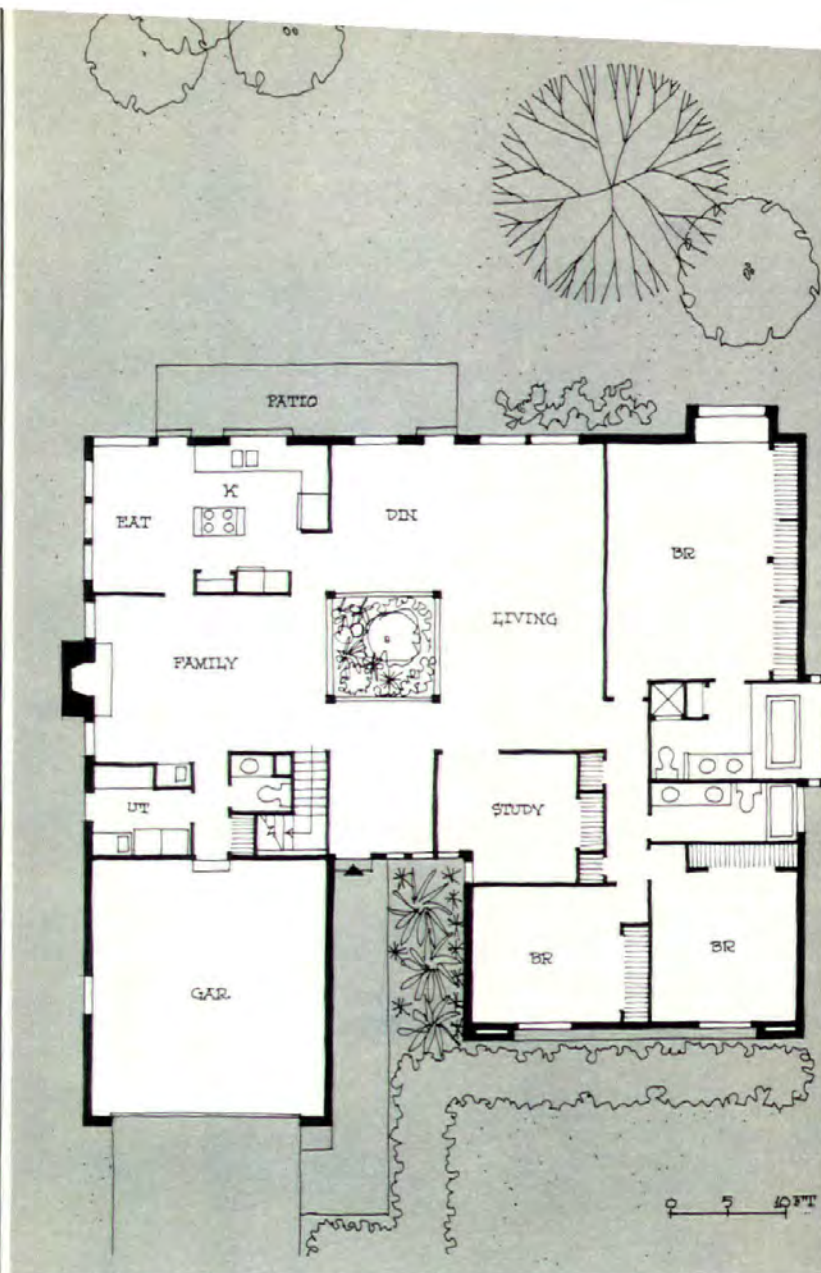 PATIO
EAT
K
DIN
BR
LIVING
FAMILY
UT
STUDY
BR
BR
GAR.
0 5 10 FT